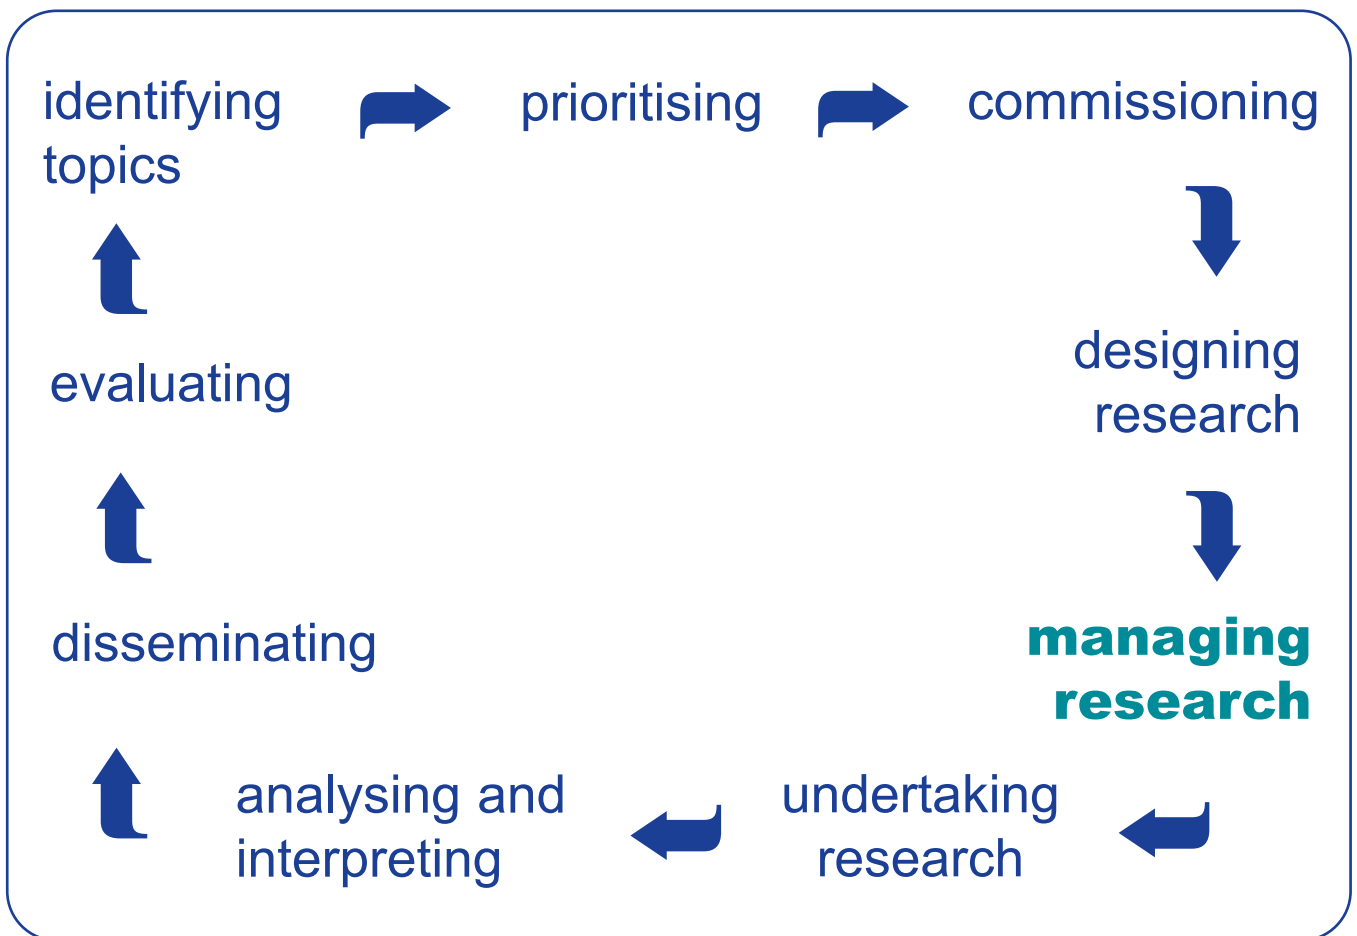 identifying
topics
prioritising
commissioning
designing
research
managing
research
undertaking
research
analysing and
interpreting
disseminating
evaluating